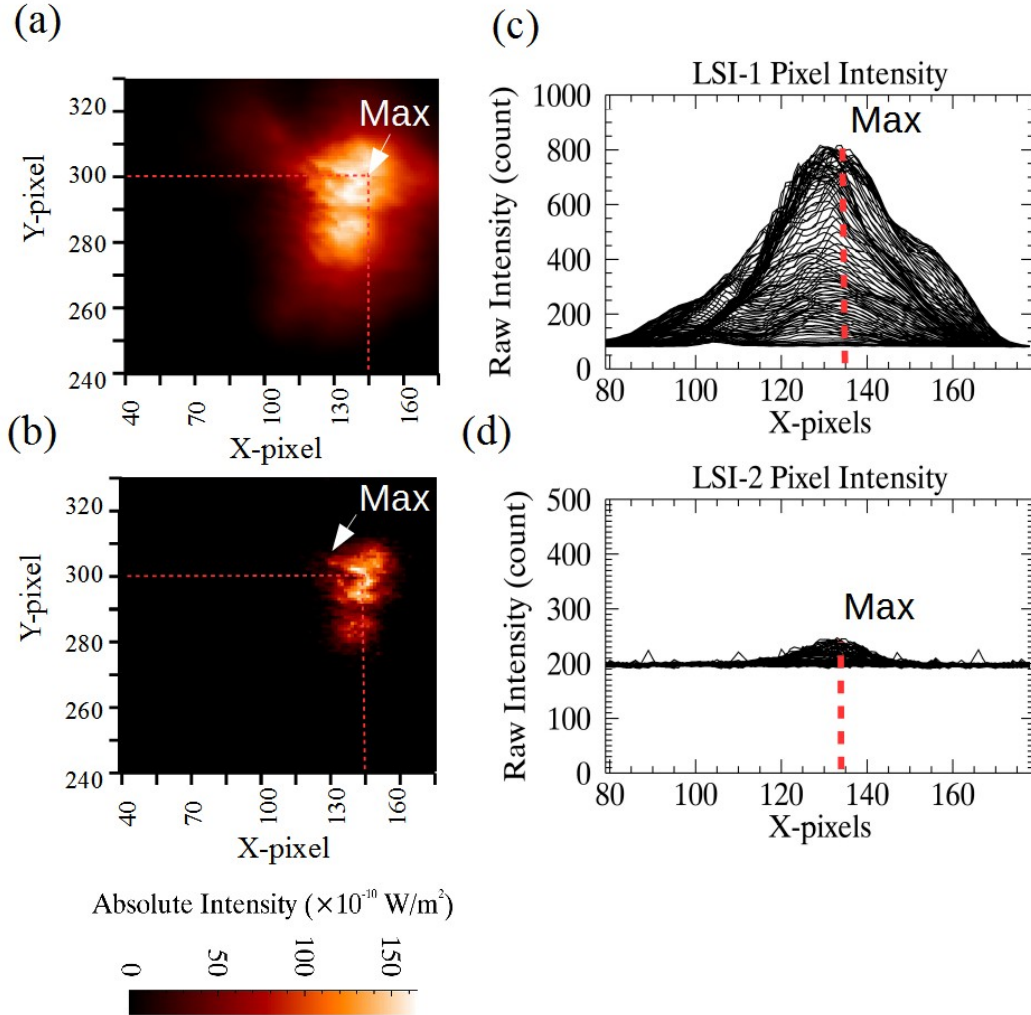 (a)
Max
Y-pixel
320
300
280
260
240
40
70
100
130
160
X-pixel
(b)
Max
Y-pixel
320
300
280
260
240
40
70
100
130
160
X-pixel
Absolute Intensity (×10⁻¹⁰ W/m²)
0
50
100
150
(c)
LSI-1 Pixel Intensity
Max
Raw Intensity (count)
1000
800
600
400
200
0
80
100
120
140
160
X-pixels
(d)
LSI-2 Pixel Intensity
Max
Raw Intensity (count)
500
400
300
200
100
0
80
100
120
140
160
X-pixels